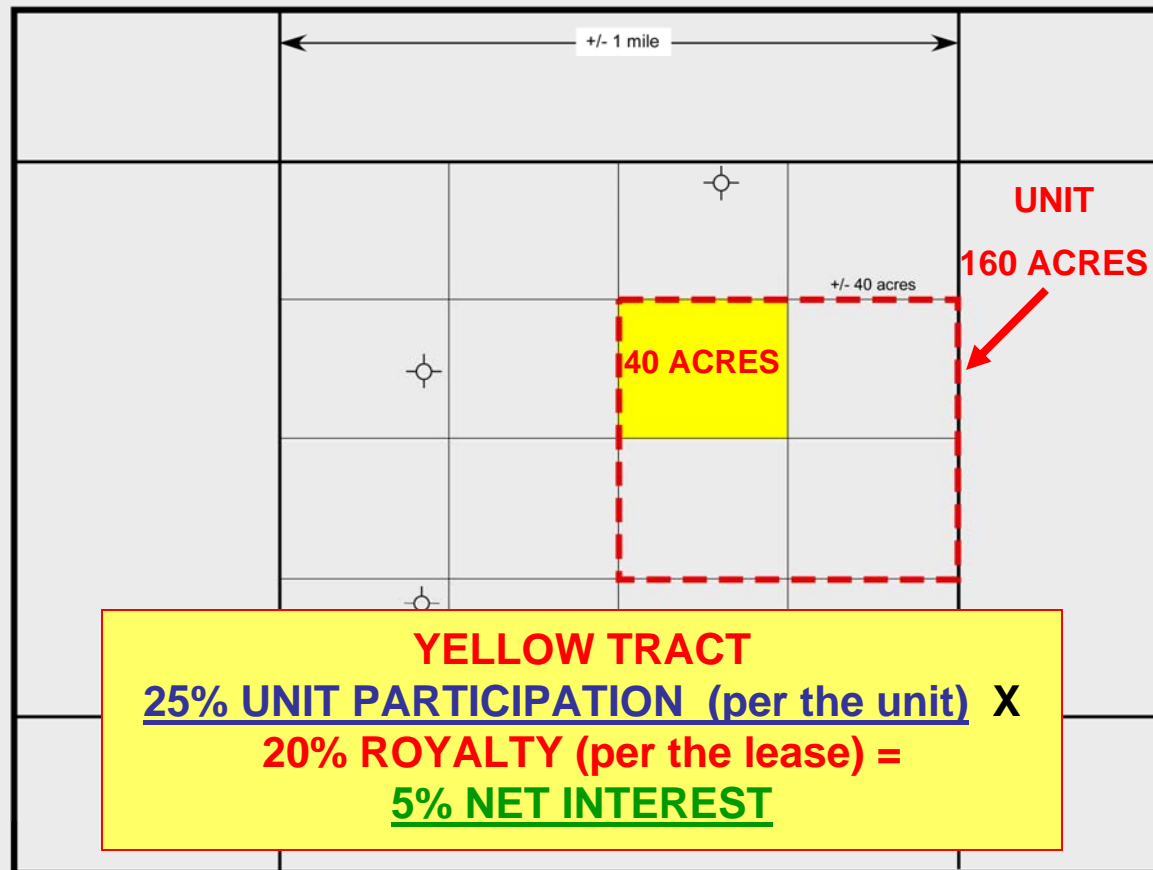 +/- 1 mile
UNIT
160 ACRES
+/- 40 acres
40 ACRES
YELLOW TRACT
25% UNIT PARTICIPATION (per the unit) X
20% ROYALTY (per the lease) =
5% NET INTEREST